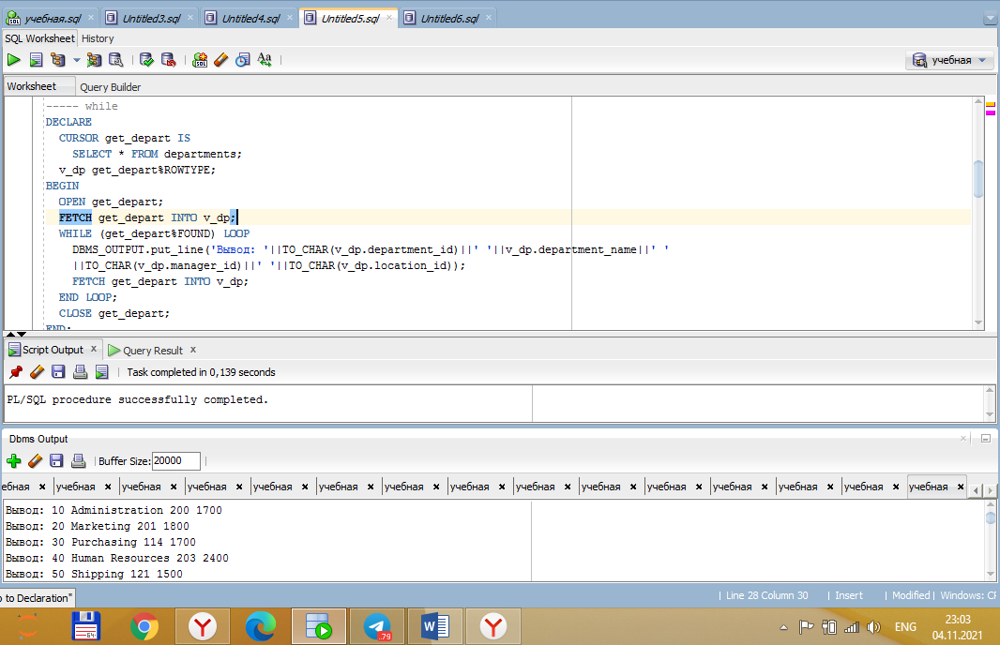 учебная.sql Untitled3.sql Untitled4.sql Untitled5.sql Untitled6.sql
SQL Worksheet History
SQL Aa учебная
Worksheet Query Builder
----- while
DECLARE
CURSOR get_depart IS
SELECT * FROM departments;
v_dp get_depart%ROWTYPE;
BEGIN
OPEN get_depart;
FETCH get_depart INTO v_dp;
WHILE (get_depart%FOUND) LOOP
DBMS_OUTPUT.put_line('Вывод: '||TO_CHAR(v_dp.department_id)||' '||v_dp.department_name||' '
||TO_CHAR(v_dp.manager_id)||' '||TO_CHAR(v_dp.location_id));
FETCH get_depart INTO v_dp;
END LOOP;
CLOSE get_depart;
END;
Script Output x Query Result x
Task completed in 0,139 seconds
PL/SQL procedure successfully completed.
Dbms Output
Buffer Size: 20000
ебная учебная учебная учебная учебная учебная учебная учебная учебная учебная учебная учебная учебная учебная учебная
Вывод: 10 Administration 200 1700
Вывод: 20 Marketing 201 1800
Вывод: 30 Purchasing 114 1700
Вывод: 40 Human Resources 203 2400
Вывод: 50 Shipping 121 1500
o to Declaration" | Line 28 Column 30 | Insert | Modified | Windows: CF
64 79 W ENG 23:03
04.11.2021